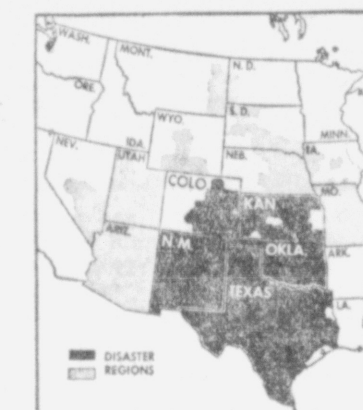 WASH.
MONT.
N. D.
ORE.
IDA.
WYO.
S. D.
MINN.
NEV.
UTAH
NEB.
IA.
COLO
KAN
MO.
ARIZ.
N.M.
OKLA.
ARK.
TEXAS
LA.
DISASTER
REGIONS